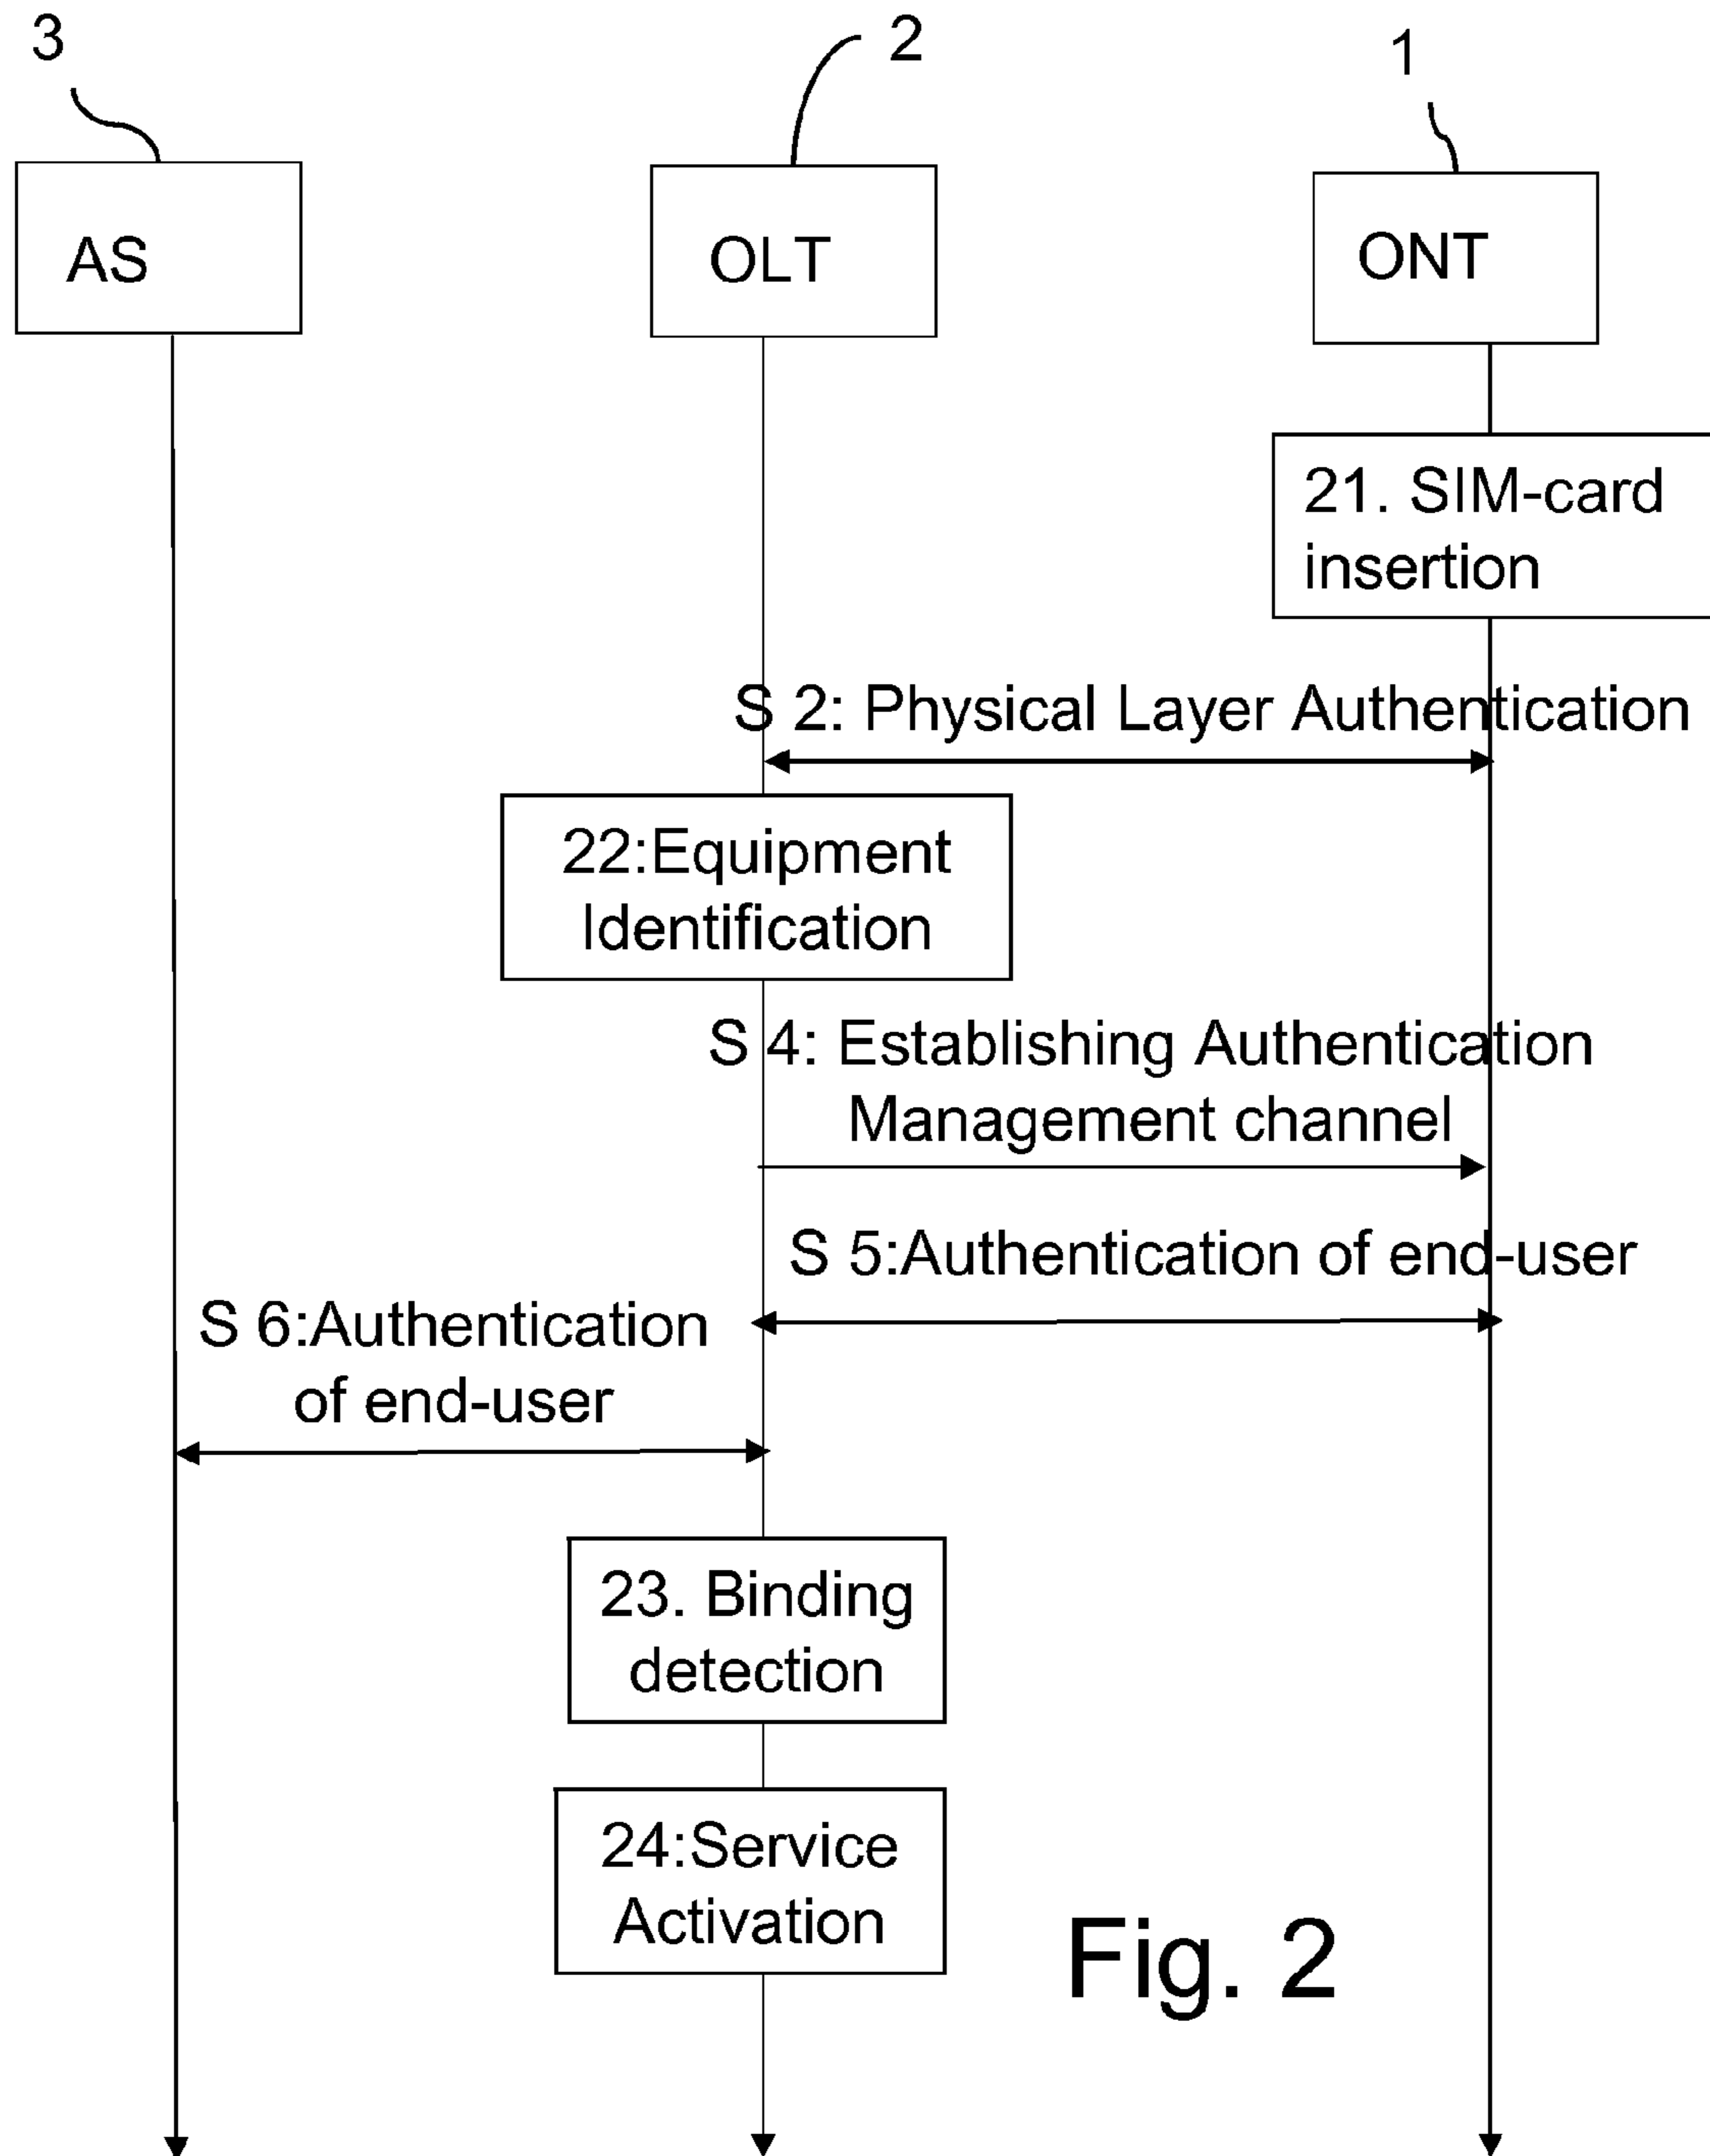 3
2
1
AS
OLT
ONT
21. SIM-card
insertion
S 2: Physical Layer Authentication
22:Equipment
Identification
S 4: Establishing Authentication
Management channel
S 5:Authentication of end-user
S 6:Authentication
of end-user
23. Binding
detection
24:Service
Activation
Fig. 2